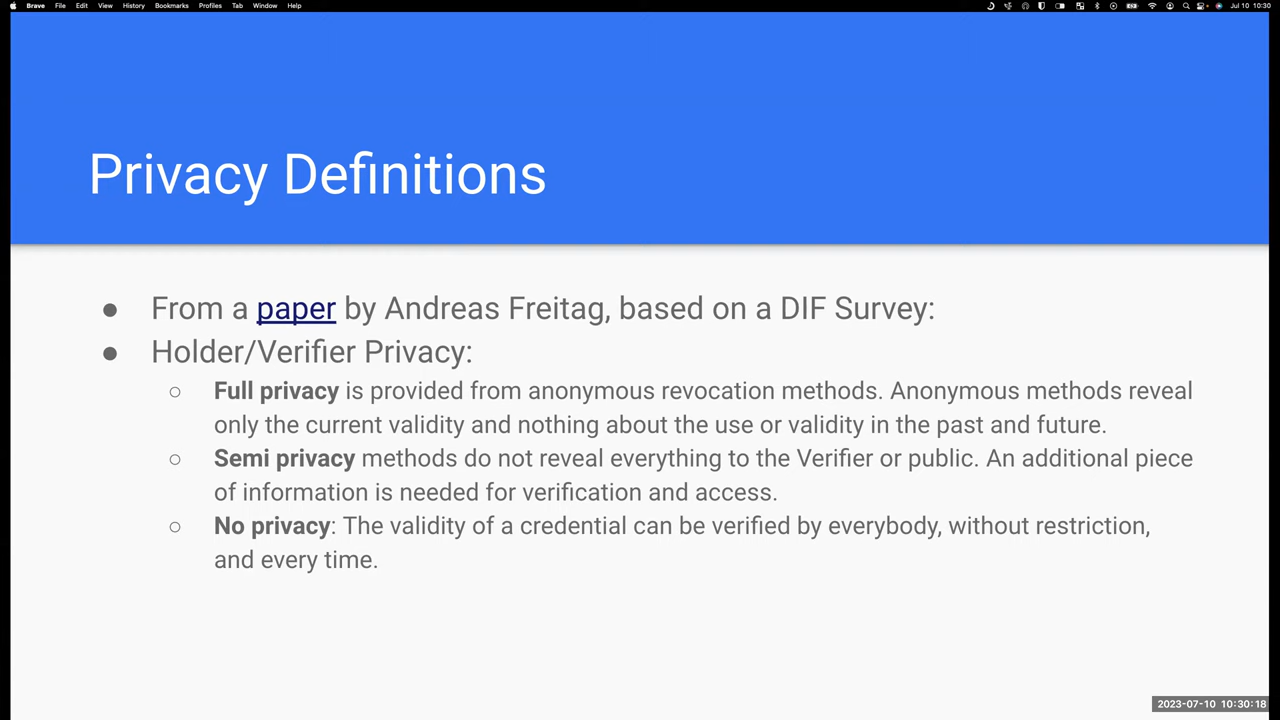 Brave File Edit View History Bookmarks Profiles Tab Window Help Jul 10 10:30
Privacy Definitions
● From a paper by Andreas Freitag, based on a DIF Survey:
● Holder/Verifier Privacy:
○ Full privacy is provided from anonymous revocation methods. Anonymous methods reveal
only the current validity and nothing about the use or validity in the past and future.
○ Semi privacy methods do not reveal everything to the Verifier or public. An additional piece
of information is needed for verification and access.
○ No privacy: The validity of a credential can be verified by everybody, without restriction,
and every time.
2023-07-10 10:30:18